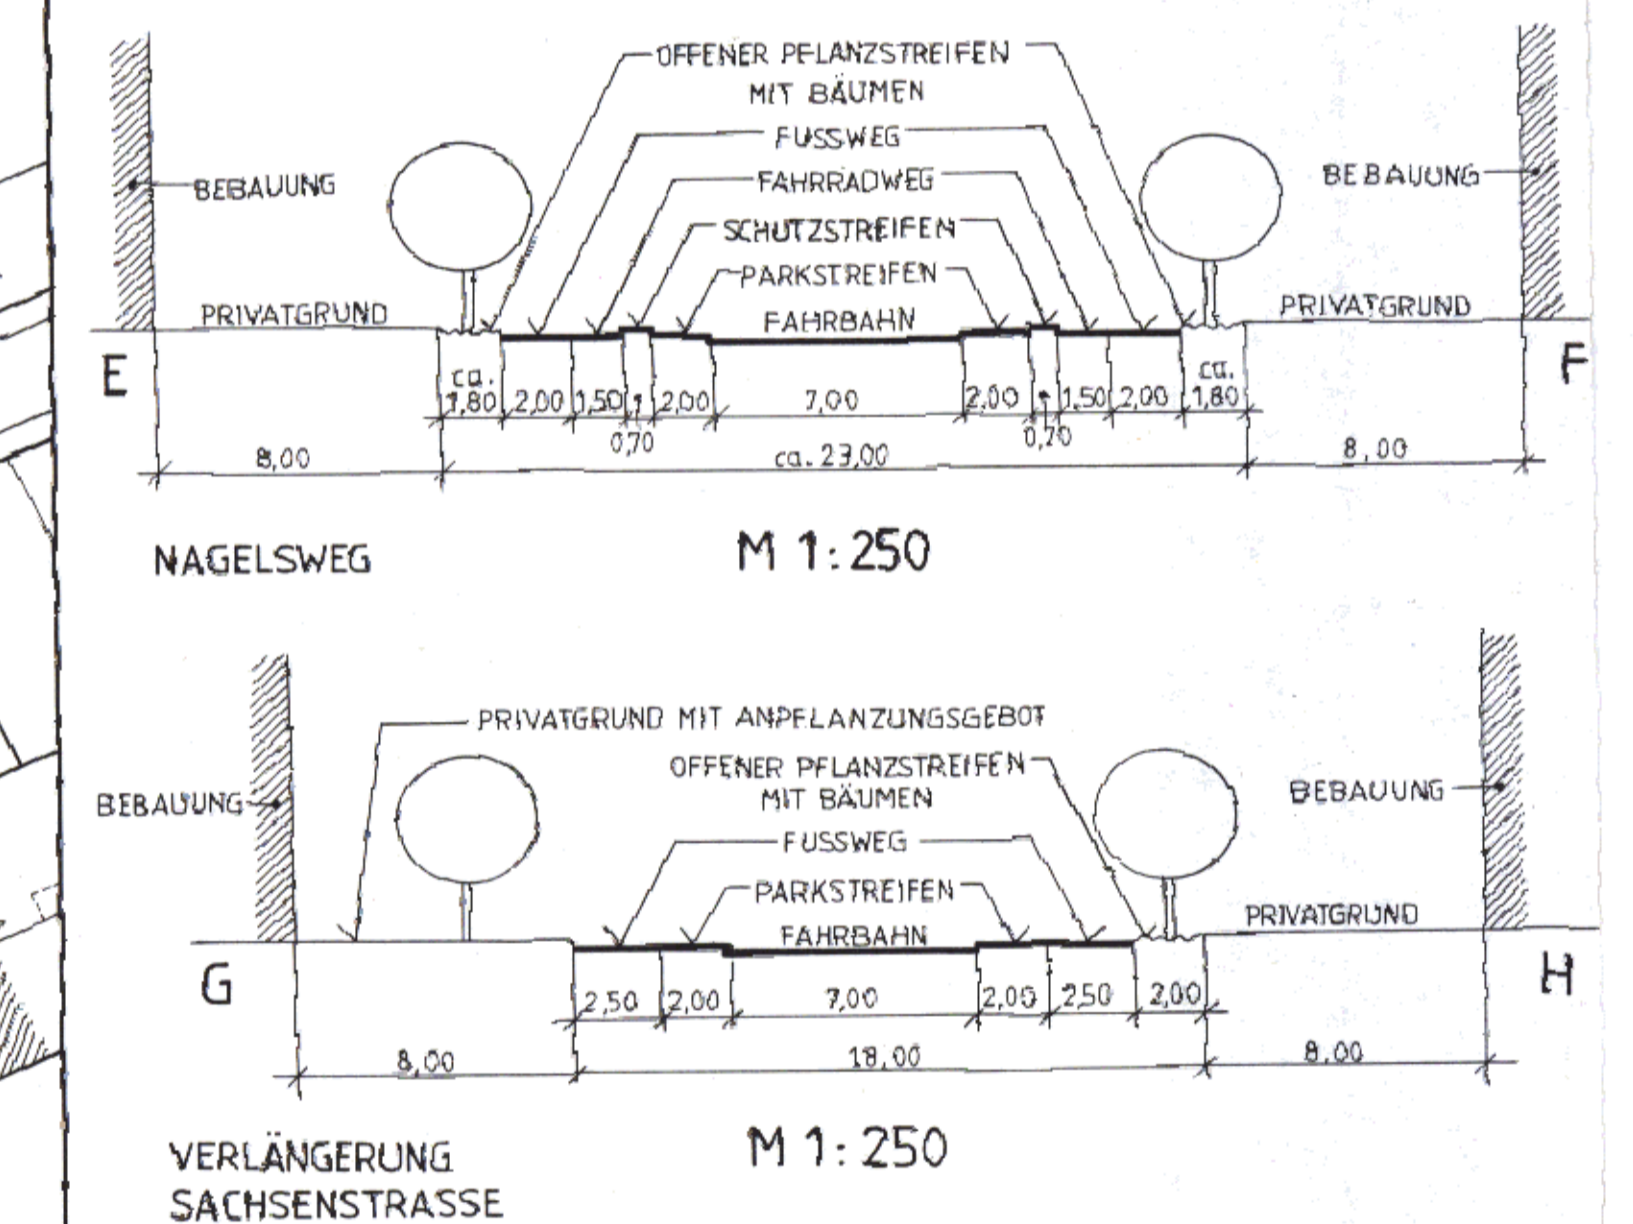 OFFENER PFLANZSTREIFEN
MIT BÄUMEN
FUSSWEG
FAHRRADWEG
BEBAUUNG
BEBAUUNG
SCHUTZSTREIFEN
PARKSTREIFEN
PRIVATGRUND
FAHRBAHN
PRIVATGRUND
E
F
ca.
ca.
1,80 2,00 1,50 2,00 7,00 2,00 1,50 2,00 1,80
0,70
0,70
8,00
ca. 23,00
8,00
NAGELSWEG
M 1:250
PRIVATGRUND MIT ANPFLANZUNGSGEBOT
OFFENER PFLANZSTREIFEN
MIT BÄUMEN
BEBAUUNG
BEBAUUNG
FUSSWEG
PARKSTREIFEN
FAHRBAHN
PRIVATGRUND
G
H
2,50 2,00 7,00 2,00 2,50 2,00
8,00
18,00
8,00
VERLÄNGERUNG
SACHSENSTRASSE
M 1:250